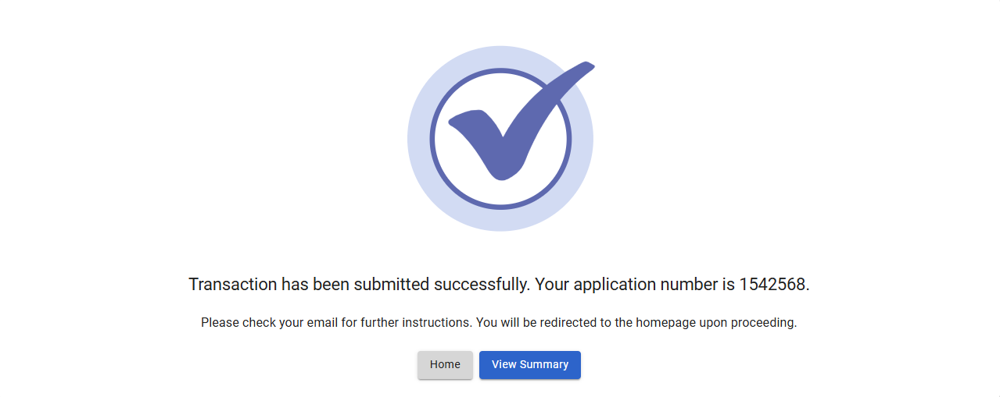 Transaction has been submitted successfully. Your application number is 1542568.
Please check your email for further instructions. You will be redirected to the homepage upon proceeding.
Home
View Summary